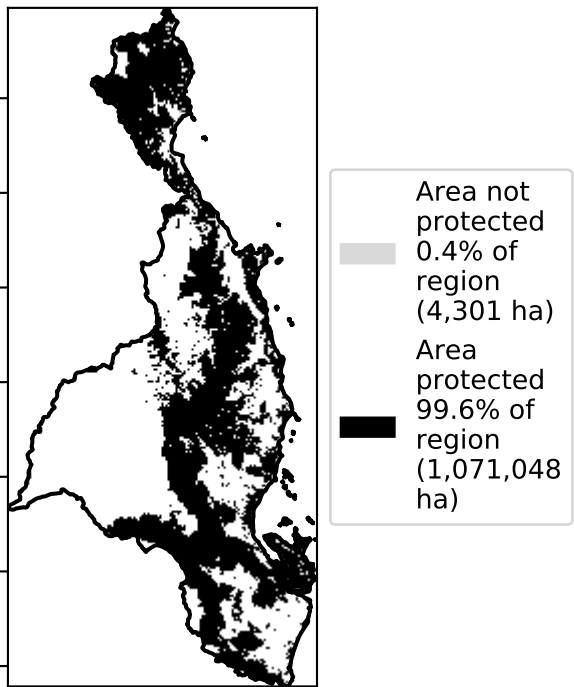 Area not
protected
0.4% of
region
(4,301 ha)
Area
protected
99.6% of
region
(1,071,048
ha)